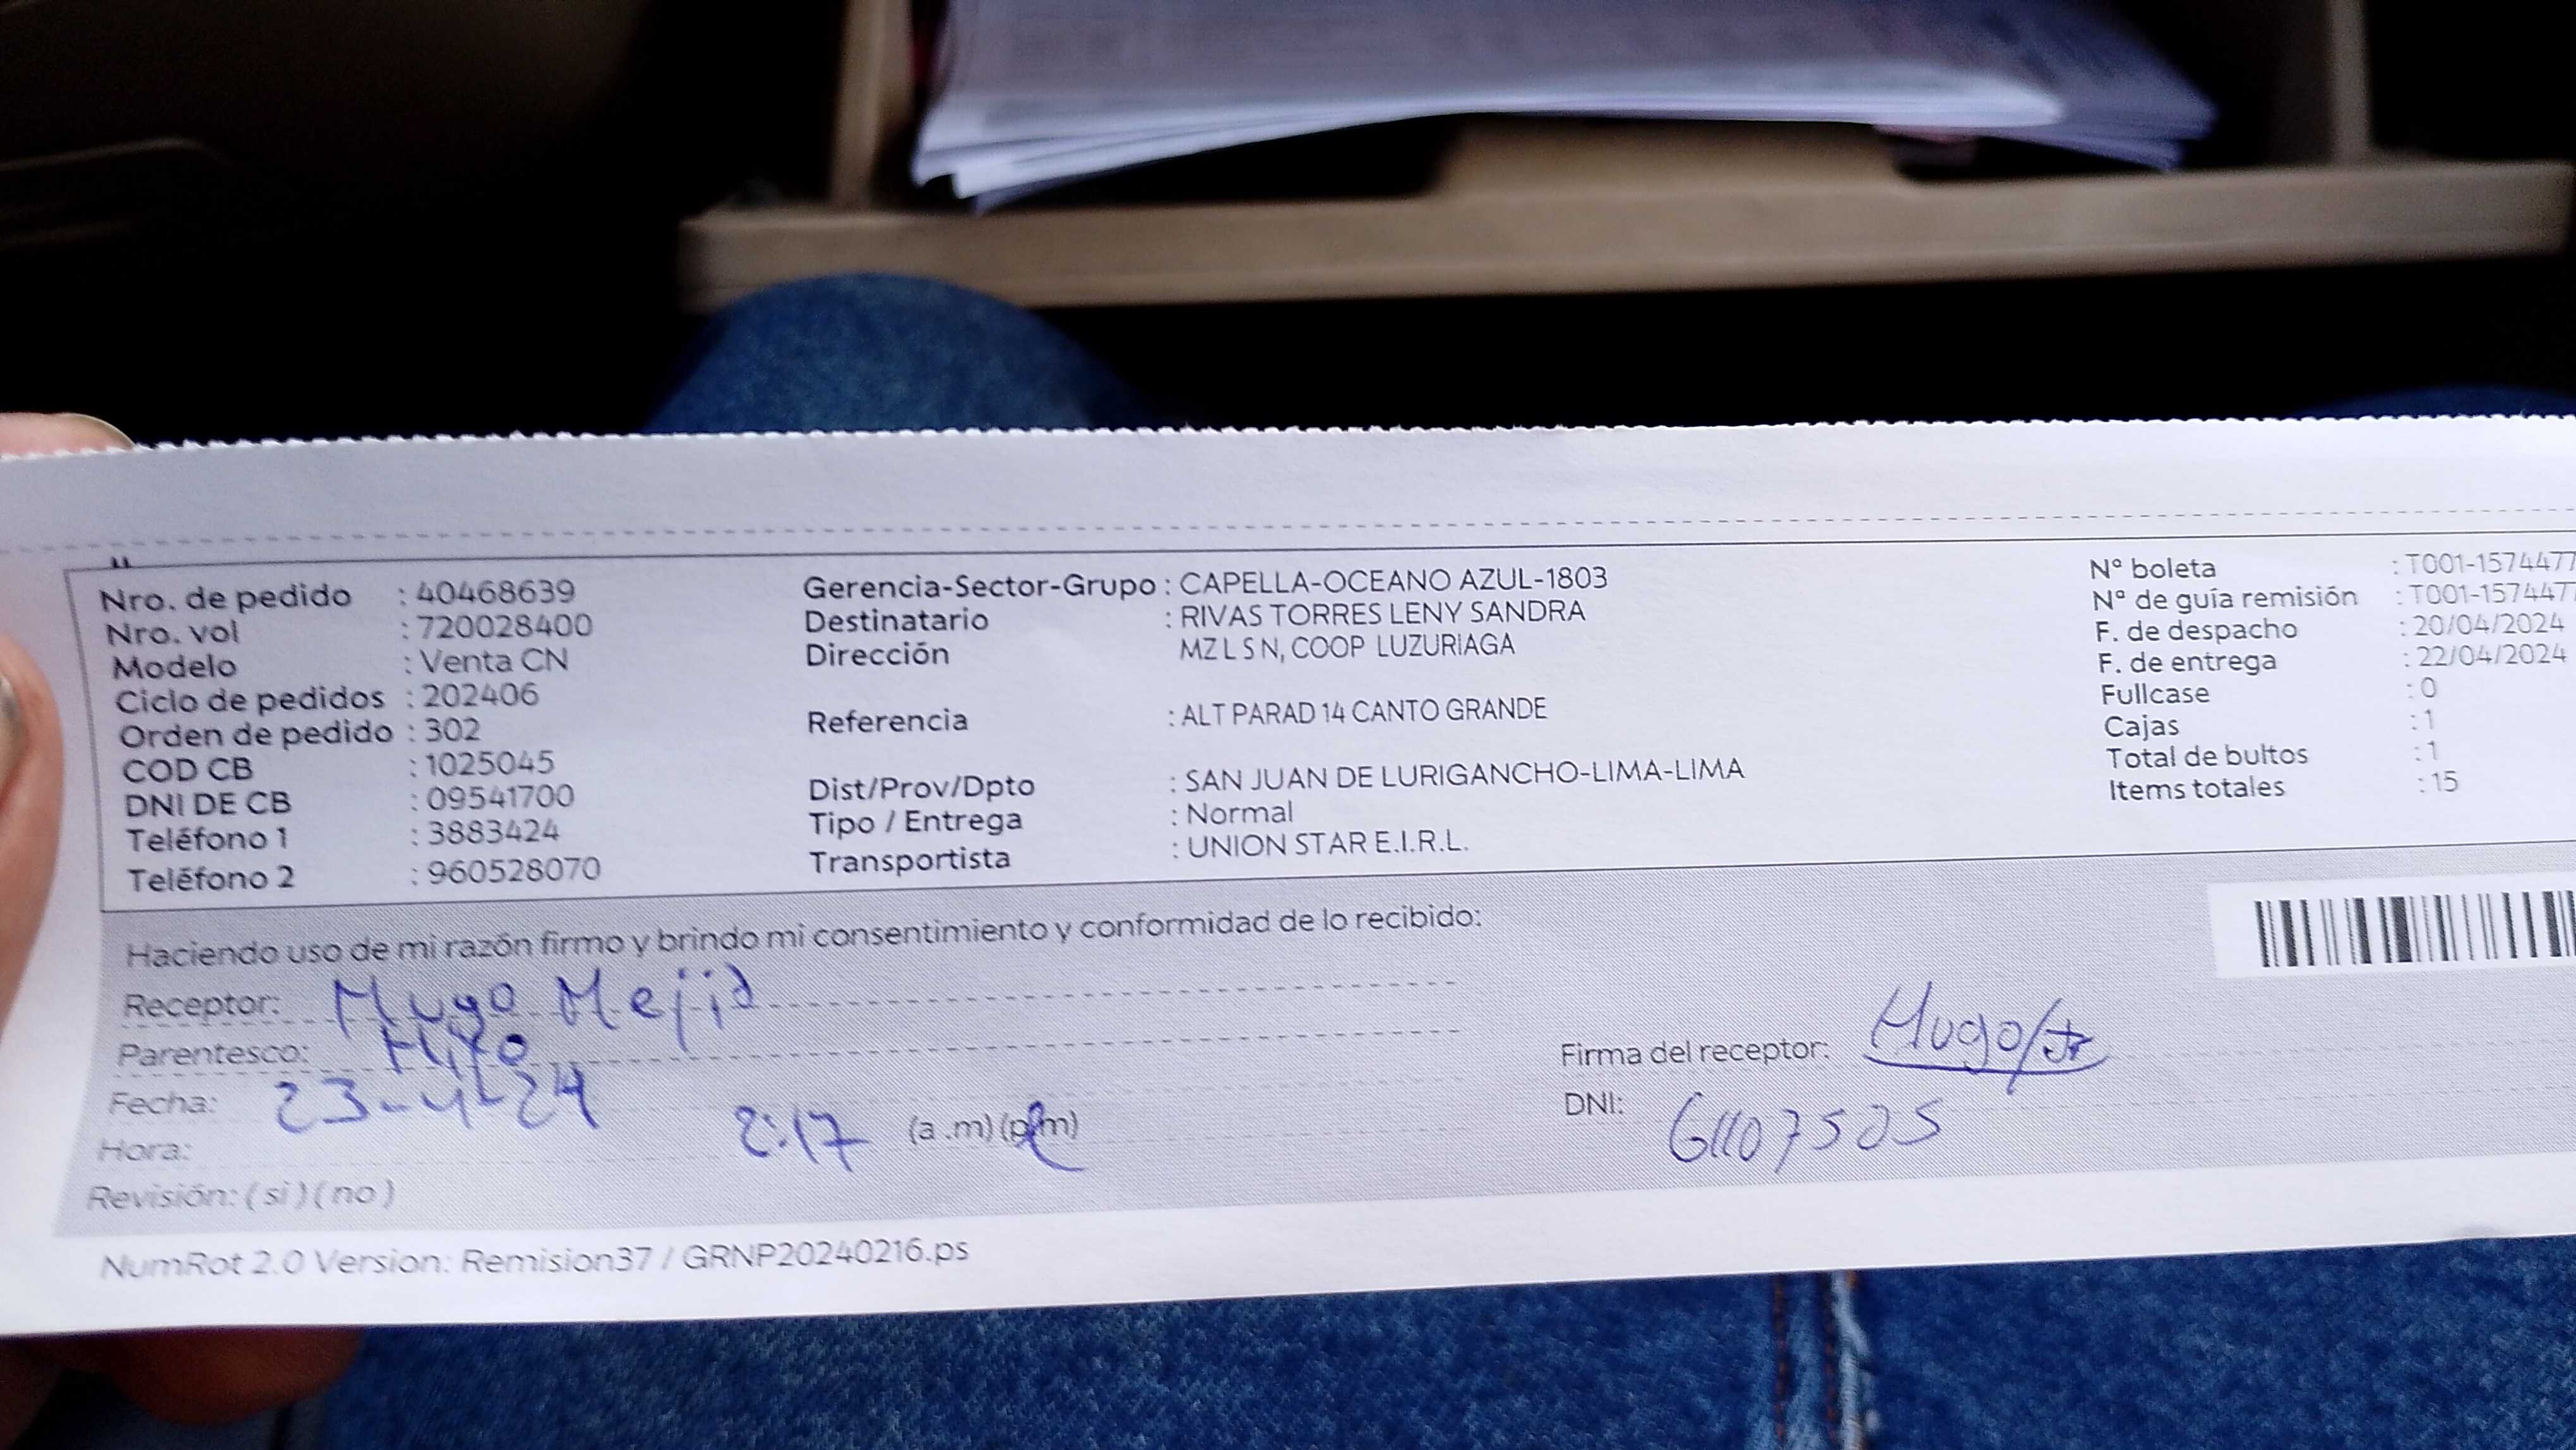 Nro. de pedido : 40468639
Nro. vol : 720028400
Modelo : Venta CN
Ciclo de pedidos : 202406
Orden de pedido : 302
COD CB : 1025045
DNI DE CB : 09541700
Teléfono 1 : 3883424
Teléfono 2 : 960528070
Gerencia-Sector-Grupo : CAPELLA-OCEANO AZUL-1803
Destinatario : RIVAS TORRES LENY SANDRA
Dirección MZ L S N, COOP LUZURIAGA
Referencia : ALT PARAD 14 CANTO GRANDE
Dist/Prov/Dpto : SAN JUAN DE LURIGANCHO-LIMA-LIMA
Tipo / Entrega : Normal
Transportista : UNION STAR E.I.R.L.
N° boleta : T001-1574477
N° de guía remisión : T001-1574477
F. de despacho : 20/04/2024
F. de entrega : 22/04/2024
Fullcase : 0
Cajas : 1
Total de bultos : 1
Items totales : 15
Haciendo uso de mi razón firmo y brindo mi consentimiento y conformidad de lo recibido:
Receptor: Hugo Mejia
Parentesco: Hijo
Fecha: 23-4-24
Hora: 2:17 (a .m) (p.m)
Revisión: ( si ) ( no )
Firma del receptor: Hugo
DNI: 61107505
NumRot 2.0 Version: Remision37 / GRNP20240216.ps